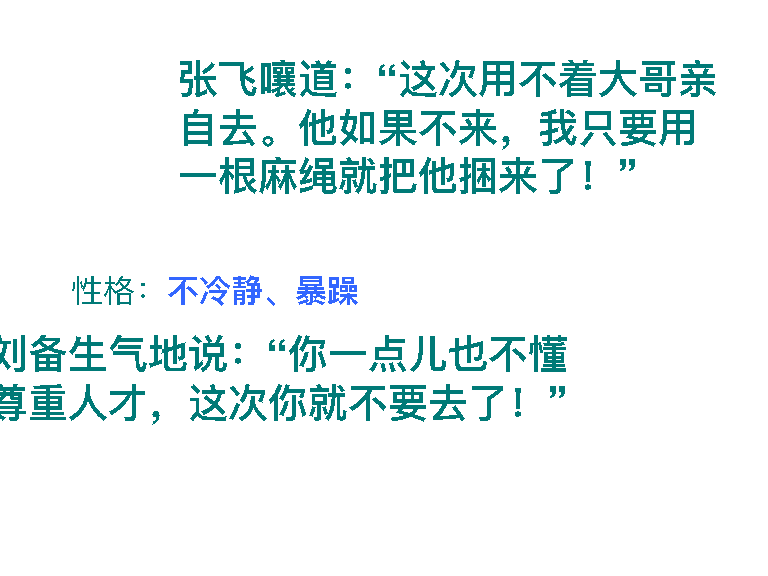 张飞嚷道：“这次用不着大哥亲
自去。他如果不来，我只要用
一根麻绳就把他捆来了！”
性格：不冷静、暴躁
刘备生气地说：“你一点儿也不懂
尊重人才，这次你就不要去了！”